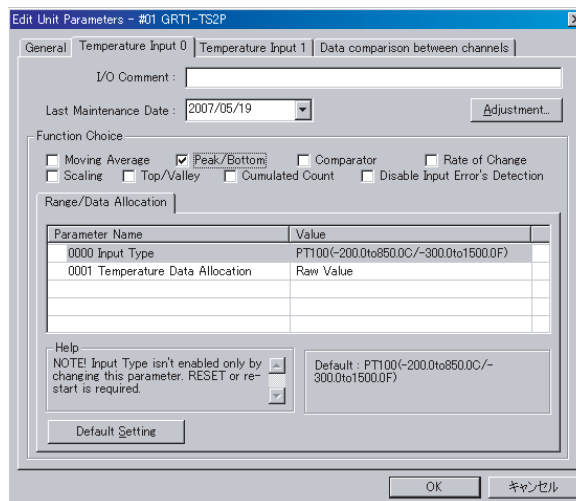 Edit Unit Parameters - #01 GRT1-TS2P
General Temperature Input 0 Temperature Input 1 Data comparison between channels
I/O Comment :
Last Maintenance Date : 2007/05/19 Adjustment...
Function Choice
Moving Average Peak/Bottom Comparator Rate of Change
Scaling Top/Valley Cumulated Count Disable Input Error's Detection
Range/Data Allocation
Parameter Name Value
0000 Input Type PT100(-200.0to850.0C/-300.0to1500.0F)
0001 Temperature Data Allocation Raw Value
Help
NOTE! Input Type isn't enabled only by
changing this parameter. RESET or re-
start is required.
Default : PT100(-200.0to850.0C/-
300.0to1500.0F)
Default Setting
OK キャンセル